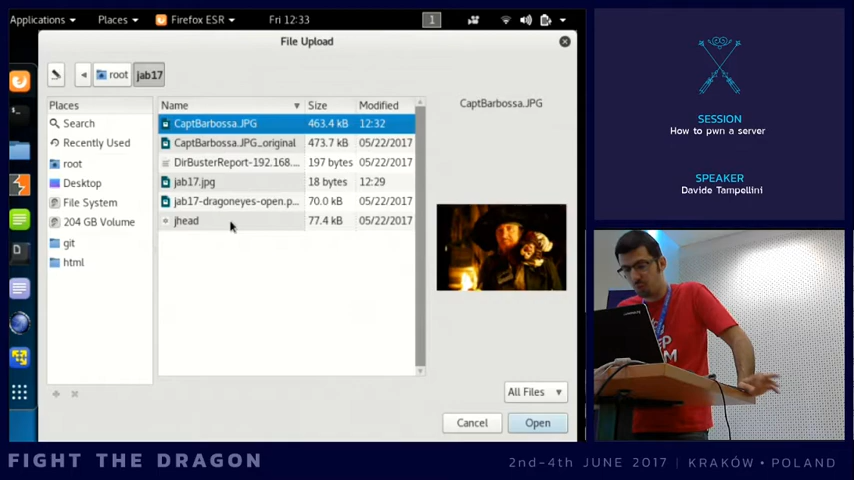 Applications Places Firefox ESR Fri 12:33 1
File Upload
root jab17
Places
Search
Recently Used
root
Desktop
File System
204 GB Volume
git
html
Name Size Modified
CaptBarbossa.JPG 463.4 kB 12:32
CaptBarbossa.JPG_original 473.7 kB 05/22/2017
DirBusterReport-192.168.... 197 bytes 05/22/2017
jab17.jpg 18 bytes 12:29
jab17-dragoneyes-open.p... 70.0 kB 05/22/2017
jhead 77.4 kB 05/22/2017
CaptBarbossa.JPG
All Files
Cancel Open
SESSION
How to pwn a server
SPEAKER
Davide Tampellini
FIGHT THE DRAGON
2nd-4th JUNE 2017 | KRAKÓW • POLAND